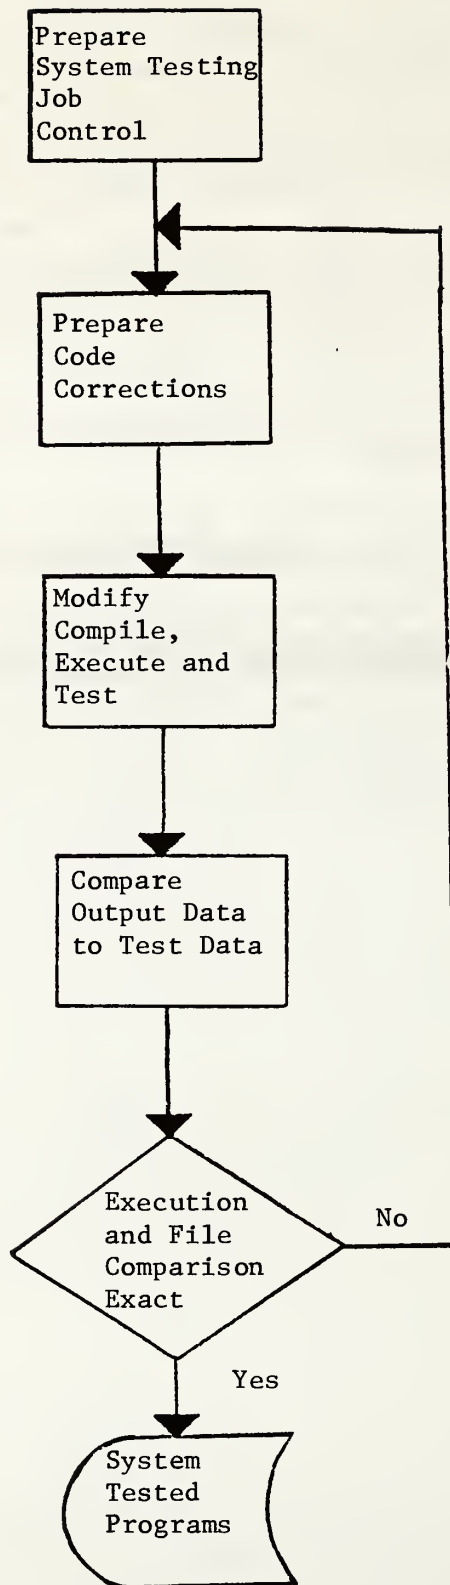 Prepare
System Testing
Job
Control
Prepare
Code
Corrections
Modify
Compile,
Execute and
Test
Compare
Output Data
to Test Data
Execution
and File
Comparison
Exact
No
Yes
System
Tested
Programs